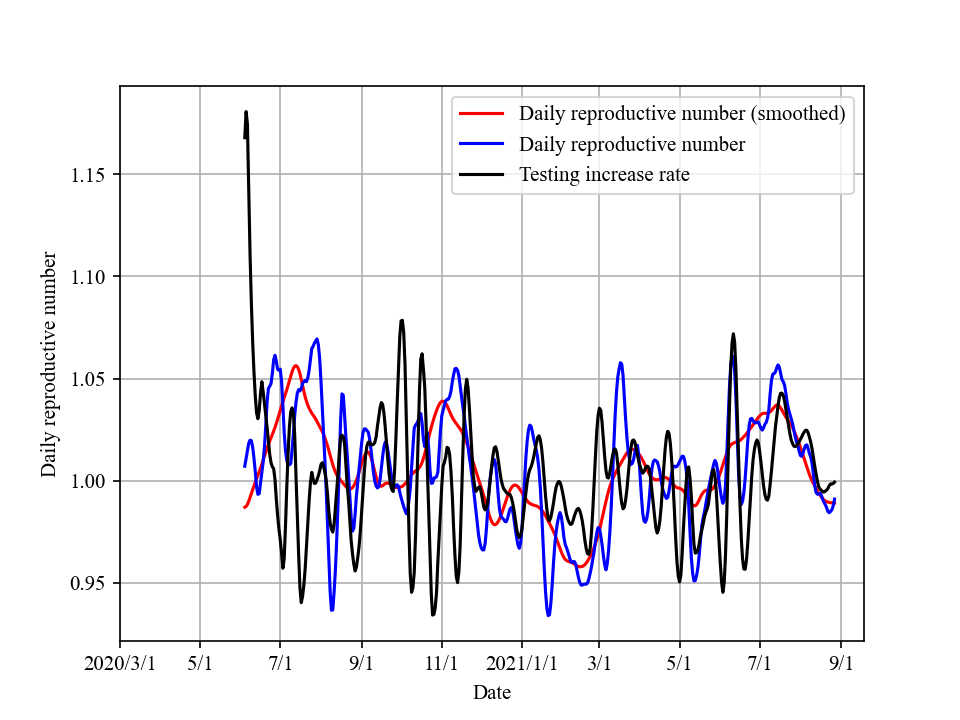 Daily reproductive number (smoothed)
Daily reproductive number
Testing increase rate
Daily reproductive number
1.15
1.10
1.05
1.00
0.95
2020/3/1 5/1 7/1 9/1 11/1 2021/1/1 3/1 5/1 7/1 9/1
Date